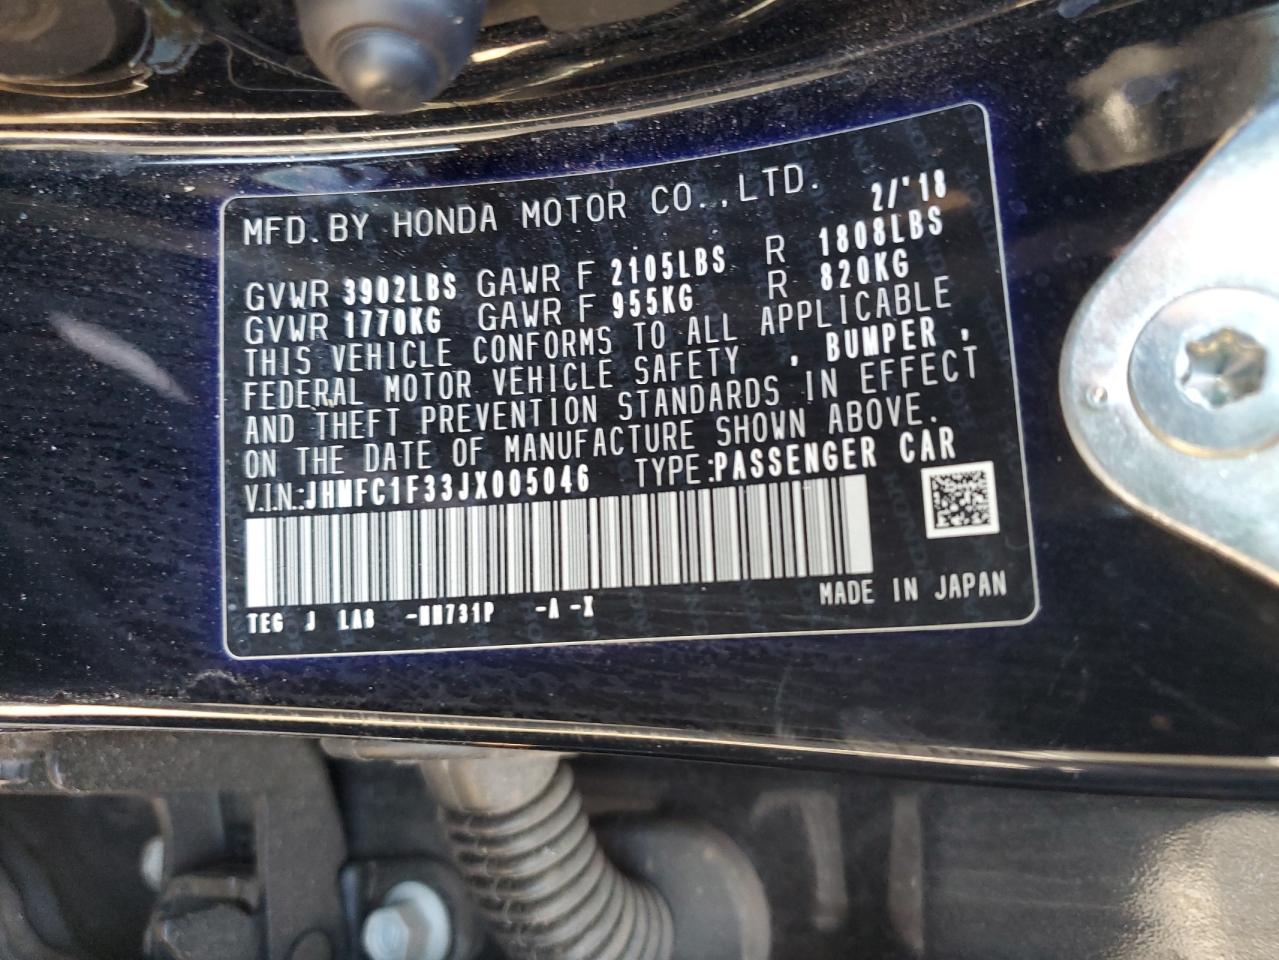 MFD. BY HONDA MOTOR CO., LTD. 2/'18
GVWR 3902LBS GAWR F 2105LBS R 1808LBS
GVWR 1770KG GAWR F 955KG R 820KG
THIS VEHICLE CONFORMS TO ALL APPLICABLE
FEDERAL MOTOR VEHICLE SAFETY , BUMPER ,
AND THEFT PREVENTION STANDARDS IN EFFECT
ON THE DATE OF MANUFACTURE SHOWN ABOVE.
V.I.N.:JHMFC1F33JX005046 TYPE:PASSENGER CAR
TEG J LA8 -NH731P -A -X
MADE IN JAPAN